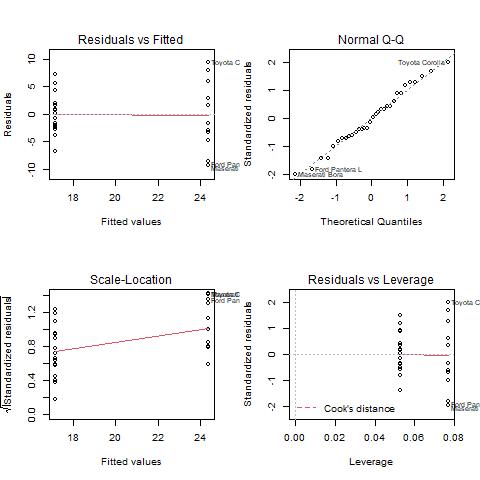 Residuals vs Fitted
Residuals
10
5
0
-5
-10
Toyota C
Ford Pan
Maserati
18 20 22 24
Fitted values
Normal Q-Q
Standardized residuals
2
1
0
-1
-2
Toyota Corolla
Ford Pantera L
Maserati Bora
-2 -1 0 1 2
Theoretical Quantiles
Scale-Location
√|Standardized residuals|
1.2
0.8
0.4
0.0
Ford Pan
18 20 22 24
Fitted values
Residuals vs Leverage
Standardized residuals
2
1
0
-1
-2
Toyota C
Ford Pan
Maserati
Cook's distance
0.00 0.02 0.04 0.06 0.08
Leverage